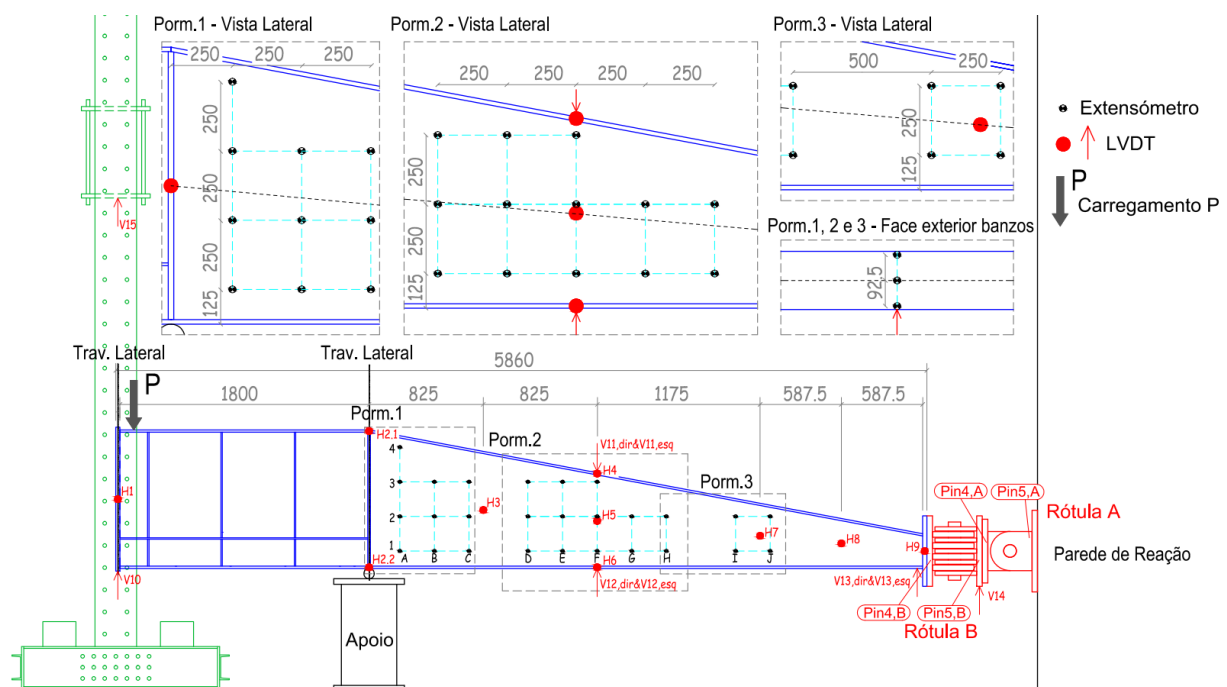 Porm.1 - Vista Lateral
250 250 250
250
250
250
125
Porm.2 - Vista Lateral
250 250 250 250
250
250
125
Porm.3 - Vista Lateral
500 250
250
125
Extensómetro
LVDT
P
Carregamento P
Porm.1, 2 e 3 - Face exterior banzos
92.5
V15
Trav. Lateral
Trav. Lateral
5860
P
1800 825 825 1175 587.5 587.5
Porm.1
H2.1
Porm.2
V11,dir&V11,esq
H4
Porm.3
4
3
2
1
A B C
H1
H3
H5
D E F G H
H7
I J
H8
H9
Pin4,A
Pin5,A
Rótula A
Parede de Reação
H2.2
H6
V10
V12,dir&V12,esq
V13,dir&V13,esq
V14
Pin4,B
Pin5,B
Rótula B
Apoio